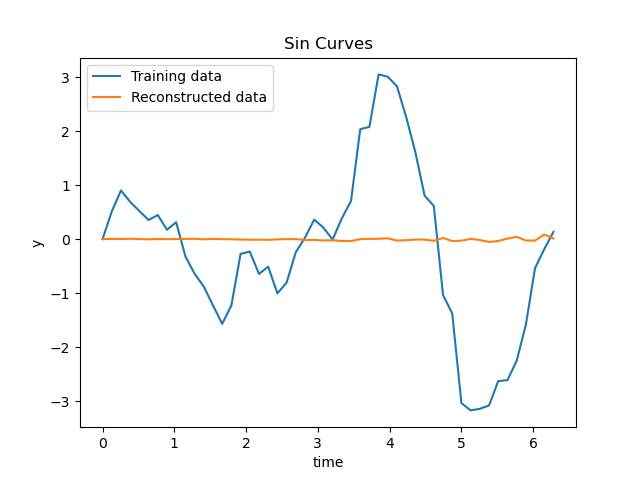 Sin Curves
Training data
Reconstructed data
3
2
1
0
−1
−2
−3
y
0 1 2 3 4 5 6
time